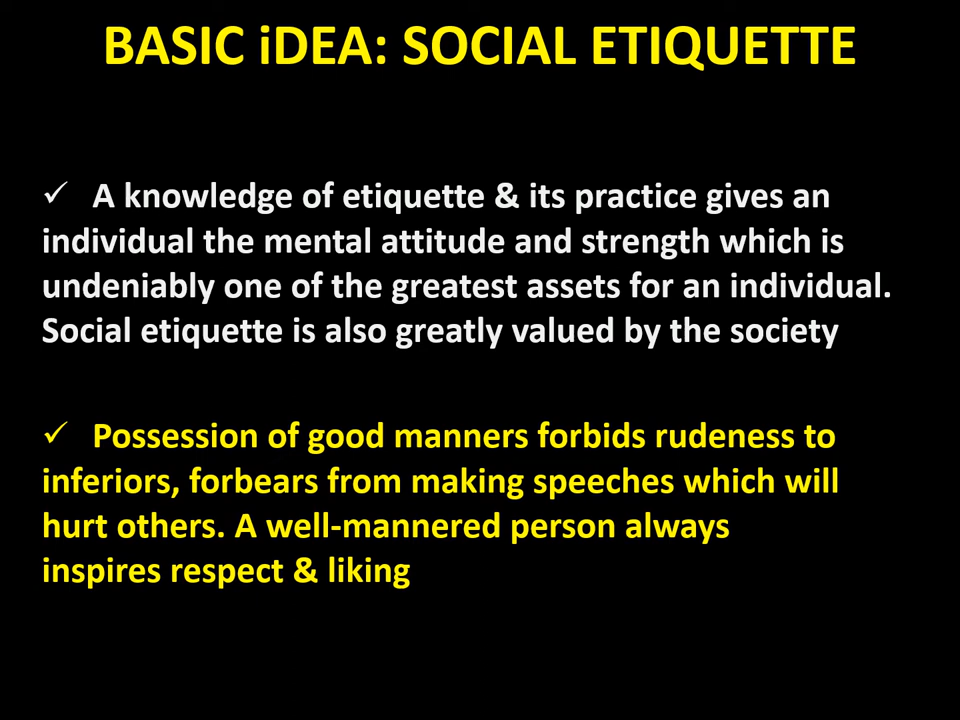 BASIC iDEA: SOCIAL ETIQUETTE
✓ A knowledge of etiquette & its practice gives an
individual the mental attitude and strength which is
undeniably one of the greatest assets for an individual.
Social etiquette is also greatly valued by the society
✓ Possession of good manners forbids rudeness to
inferiors, forbears from making speeches which will
hurt others. A well-mannered person always
inspires respect & liking